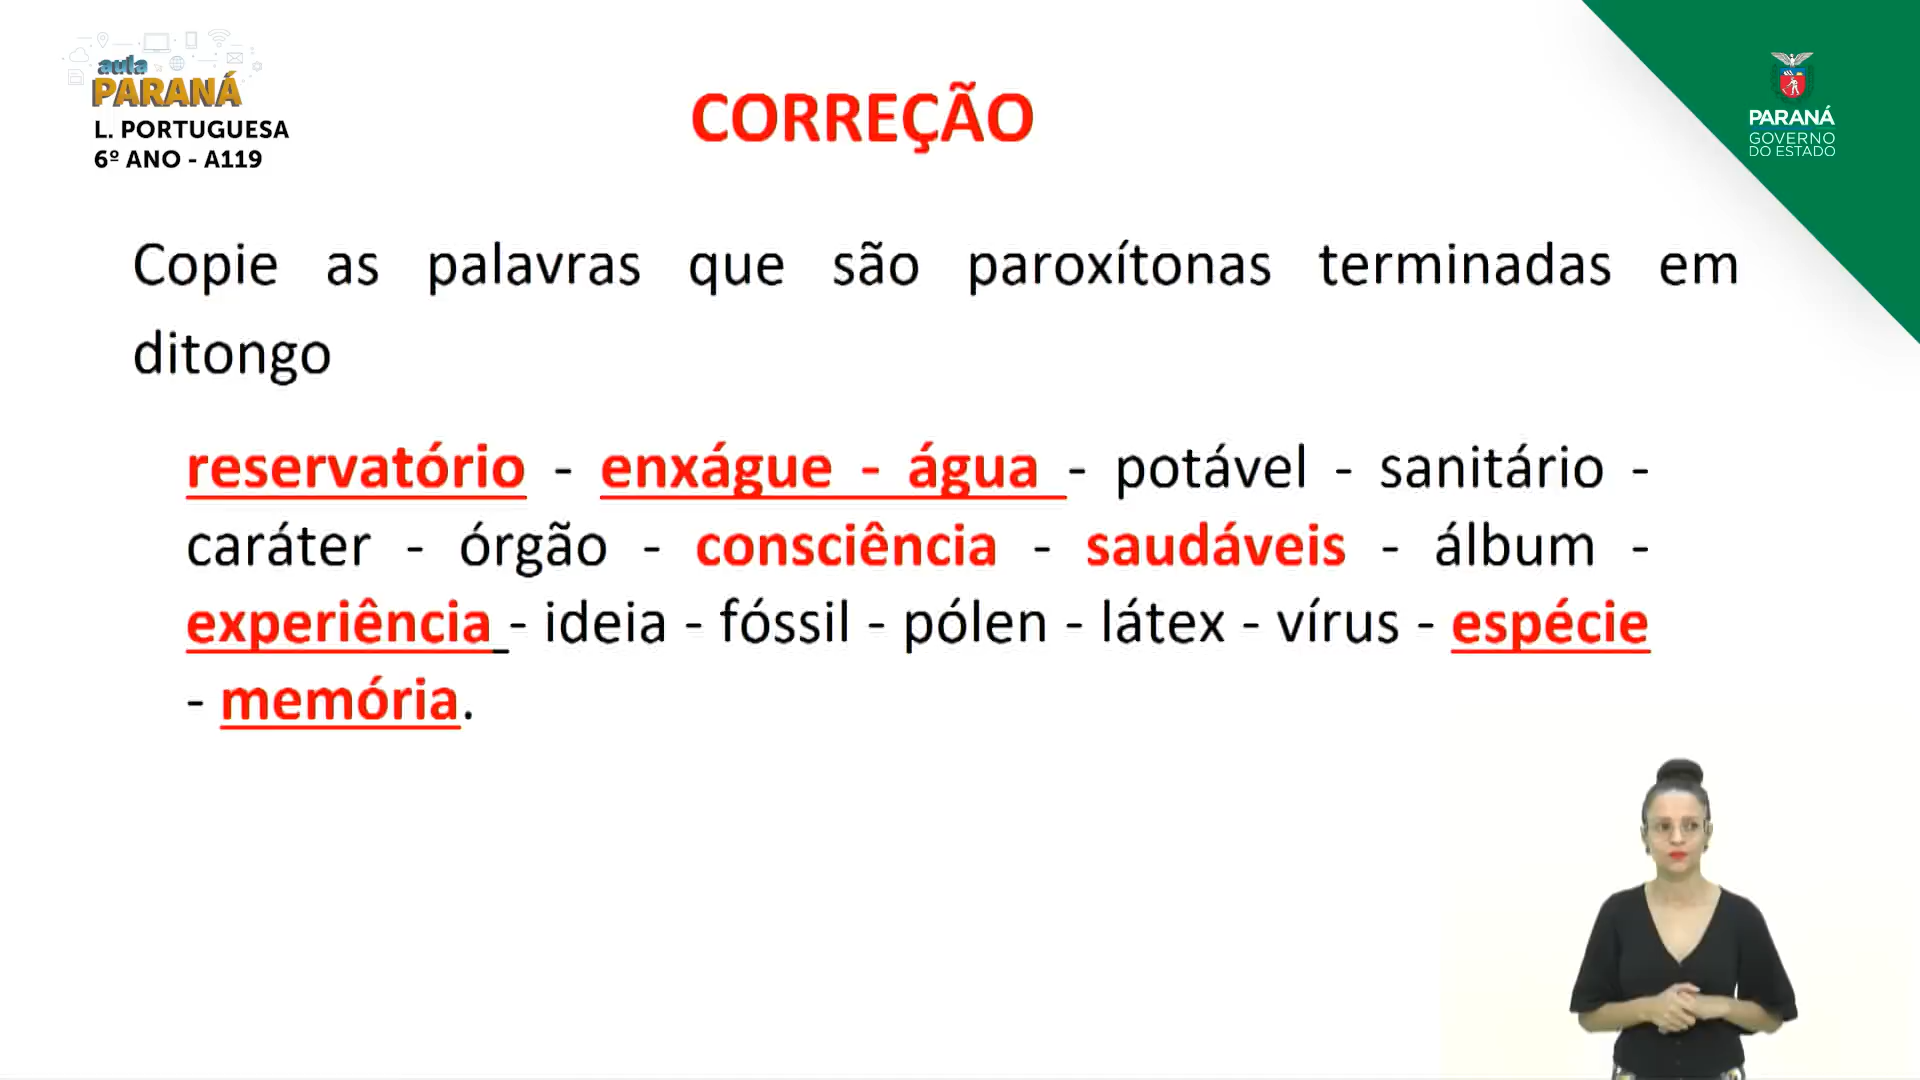 aula
PARANÁ
L. PORTUGUESA
6º ANO - A119
CORREÇÃO
PARANÁ
GOVERNO
DO ESTADO
Copie as palavras que são paroxítonas terminadas em
ditongo
reservatório - enxágue - água - potável - sanitário -
caráter - órgão - consciência - saudáveis - álbum -
experiência - ideia - fóssil - pólen - látex - vírus - espécie
- memória.